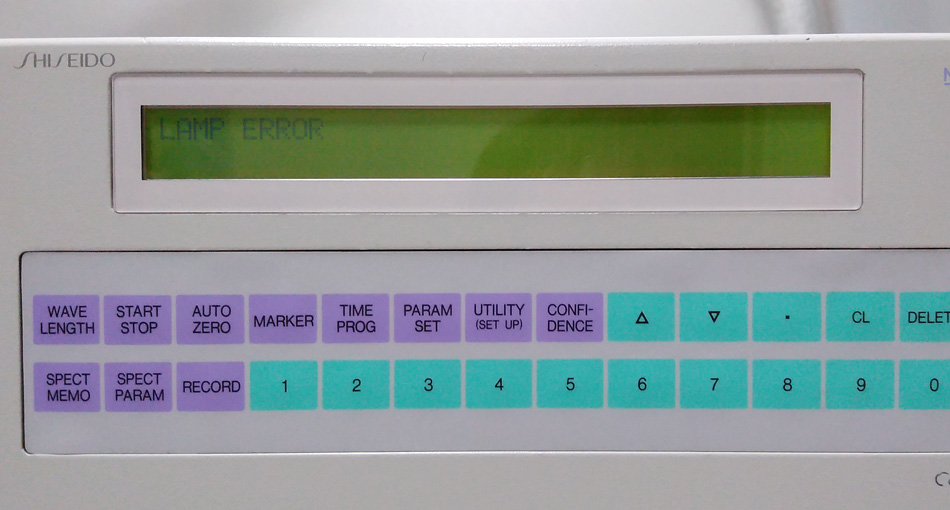 SHISEIDO
LAMP ERROR
WAVE LENGTH
START STOP
AUTO ZERO
MARKER
TIME PROG
PARAM SET
UTILITY (SET UP)
CONFI-DENCE
△
▽
.
CL
SPECT MEMO
SPECT PARAM
RECORD
1
2
3
4
5
6
7
8
9
0